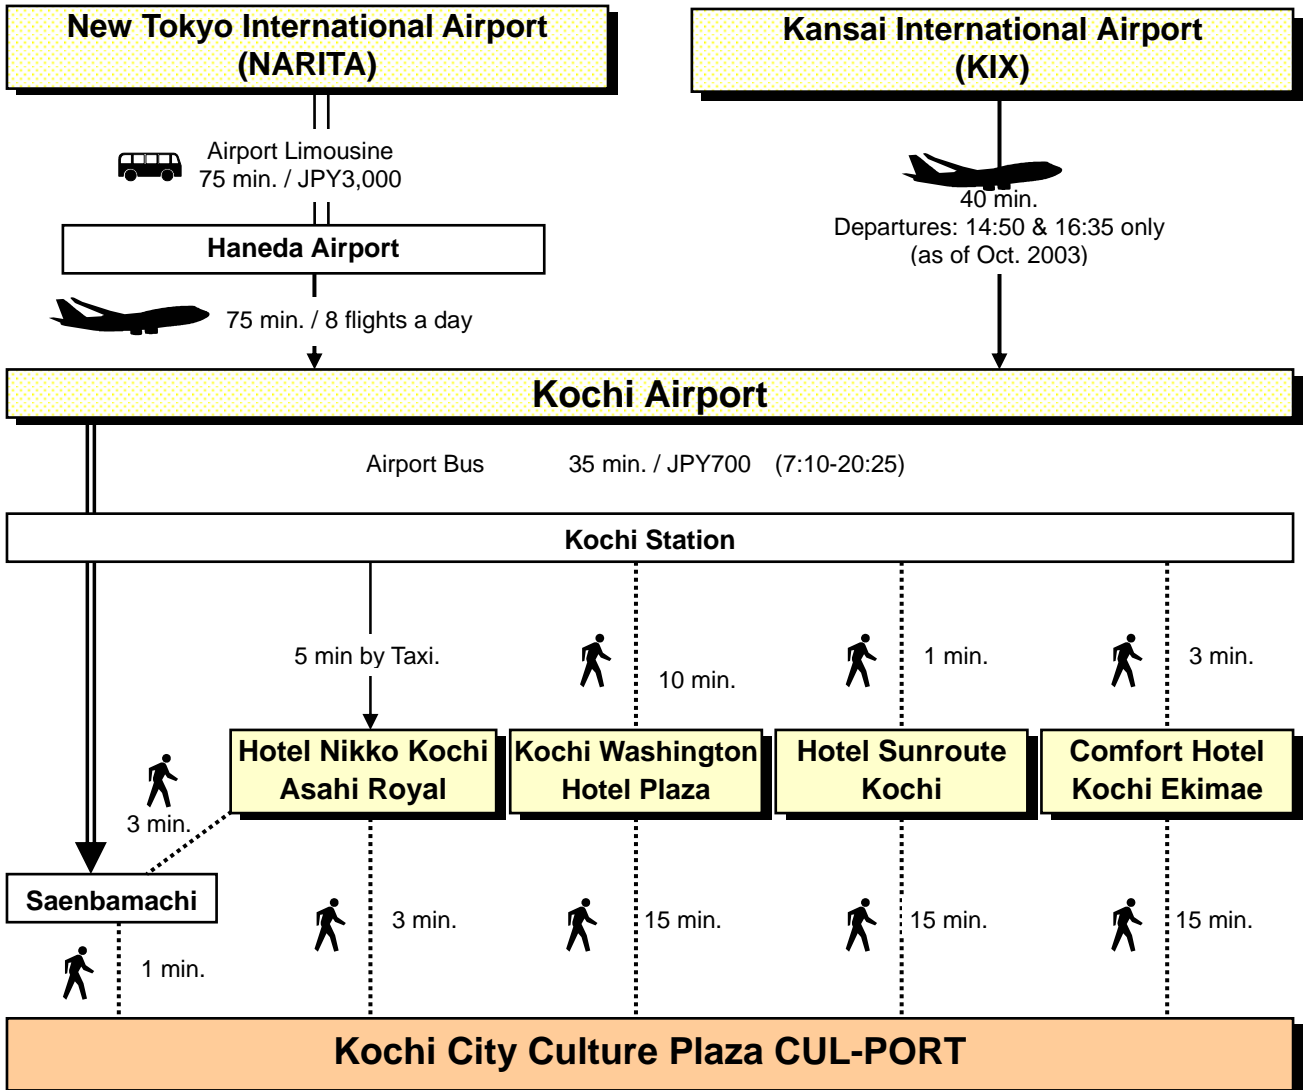 New Tokyo International Airport
(NARITA)
Kansai International Airport
(KIX)
Airport Limousine
75 min. / JPY3,000
40 min.
Departures: 14:50 & 16:35 only
(as of Oct. 2003)
Haneda Airport
75 min. / 8 flights a day
Kochi Airport
Airport Bus 35 min. / JPY700 (7:10-20:25)
Kochi Station
5 min by Taxi.
10 min.
1 min.
3 min.
Hotel Nikko Kochi
Asahi Royal
Kochi Washington
Hotel Plaza
Hotel Sunroute
Kochi
Comfort Hotel
Kochi Ekimae
3 min.
Saenbamachi
3 min.
15 min.
15 min.
15 min.
1 min.
Kochi City Culture Plaza CUL-PORT